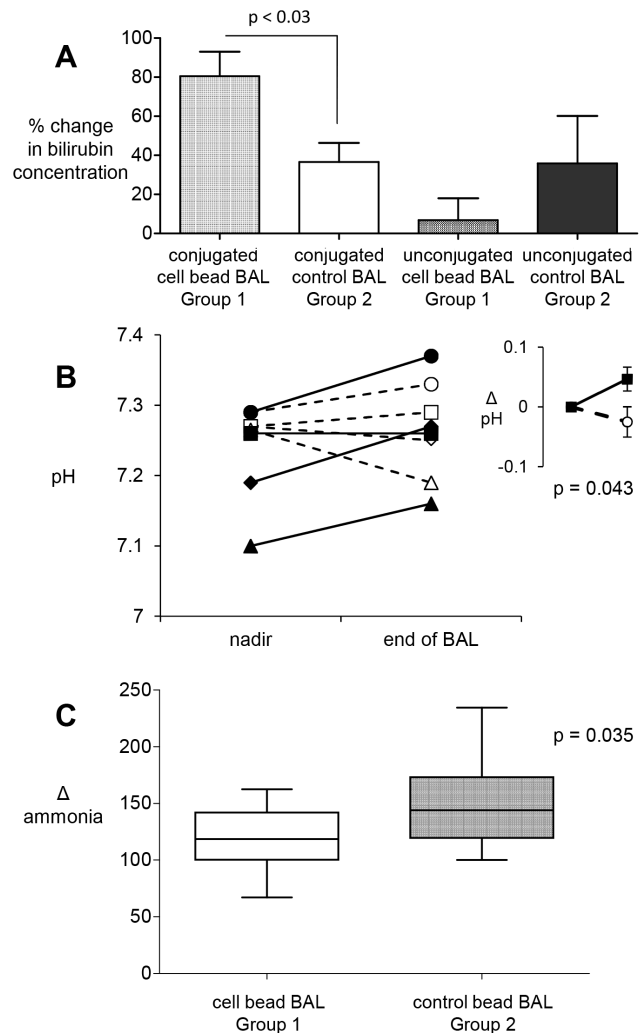 p < 0.03
A
100
80
60
40
20
0
% change
in bilirubin
concentration
conjugated
cell bead BAL
Group 1
conjugated
control BAL
Group 2
unconjugated
cell bead BAL
Group 1
unconjugated
control BAL
Group 2
B
7.4
7.3
7.2
7.1
7
pH
nadir
end of BAL
0.1
0
-0.1
Δ
pH
p = 0.043
C
250
200
150
100
50
0
Δ
ammonia
p = 0.035
cell bead BAL
Group 1
control bead BAL
Group 2